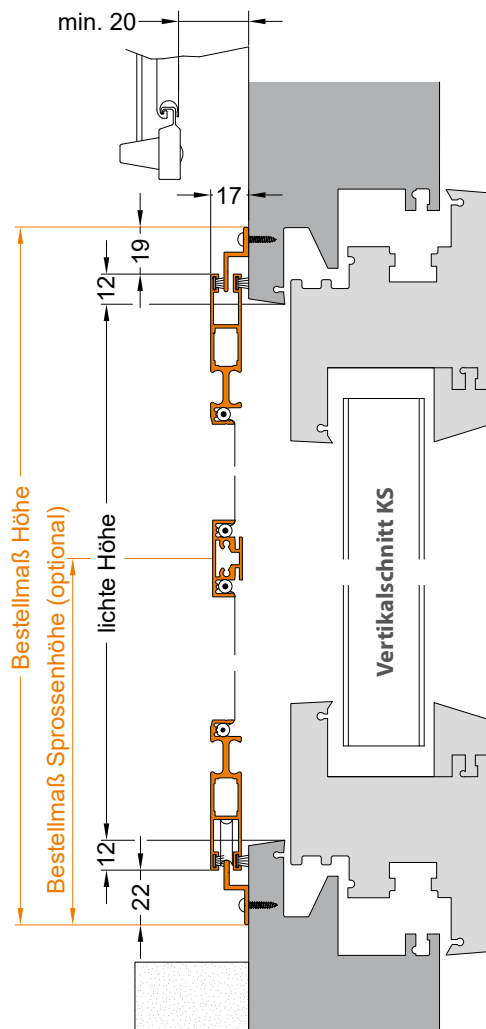 min. 20
17
19
12
Bestellmaß Höhe
Bestellmaß Sprossenhöhe (optional)
lichte Höhe
Vertikalschnitt KS
12
22